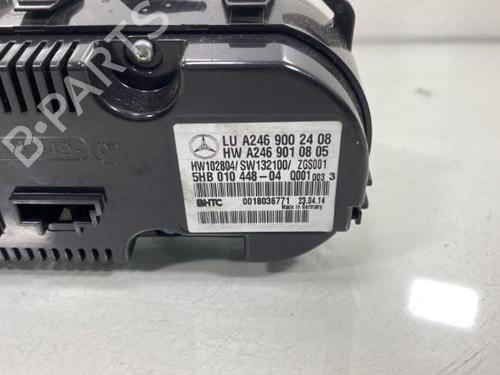 B-PARTS
LU A246 900 24 08
HW A246 901 08 05
HW102804/SW132100/ ZGS001
5HB 010 448-04 Q001 003 3
BHTC 0018036771 23.04.14
Made in Germany